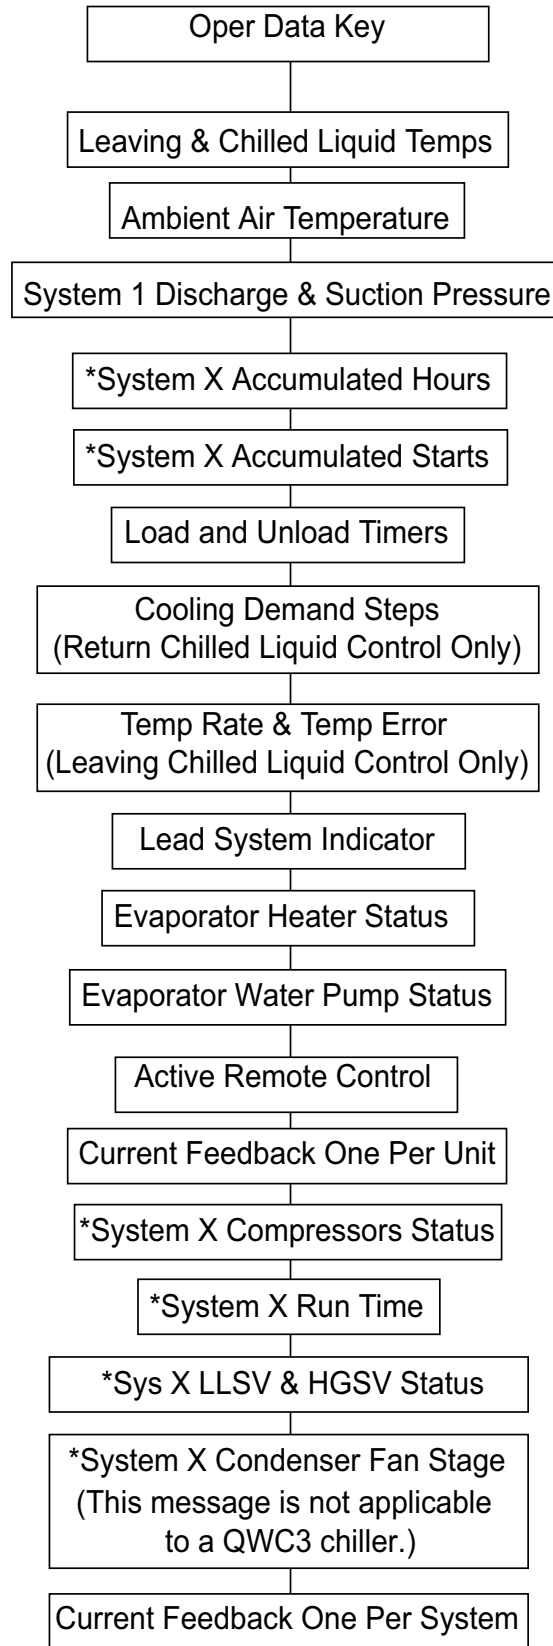 Oper Data Key
Leaving & Chilled Liquid Temps
Ambient Air Temperature
System 1 Discharge & Suction Pressure
*System X Accumulated Hours
*System X Accumulated Starts
Load and Unload Timers
Cooling Demand Steps
(Return Chilled Liquid Control Only)
Temp Rate & Temp Error
(Leaving Chilled Liquid Control Only)
Lead System Indicator
Evaporator Heater Status
Evaporator Water Pump Status
Active Remote Control
Current Feedback One Per Unit
*System X Compressors Status
*System X Run Time
*Sys X LLSV & HGSV Status
*System X Condenser Fan Stage
(This message is not applicable
to a QWC3 chiller.)
Current Feedback One Per System